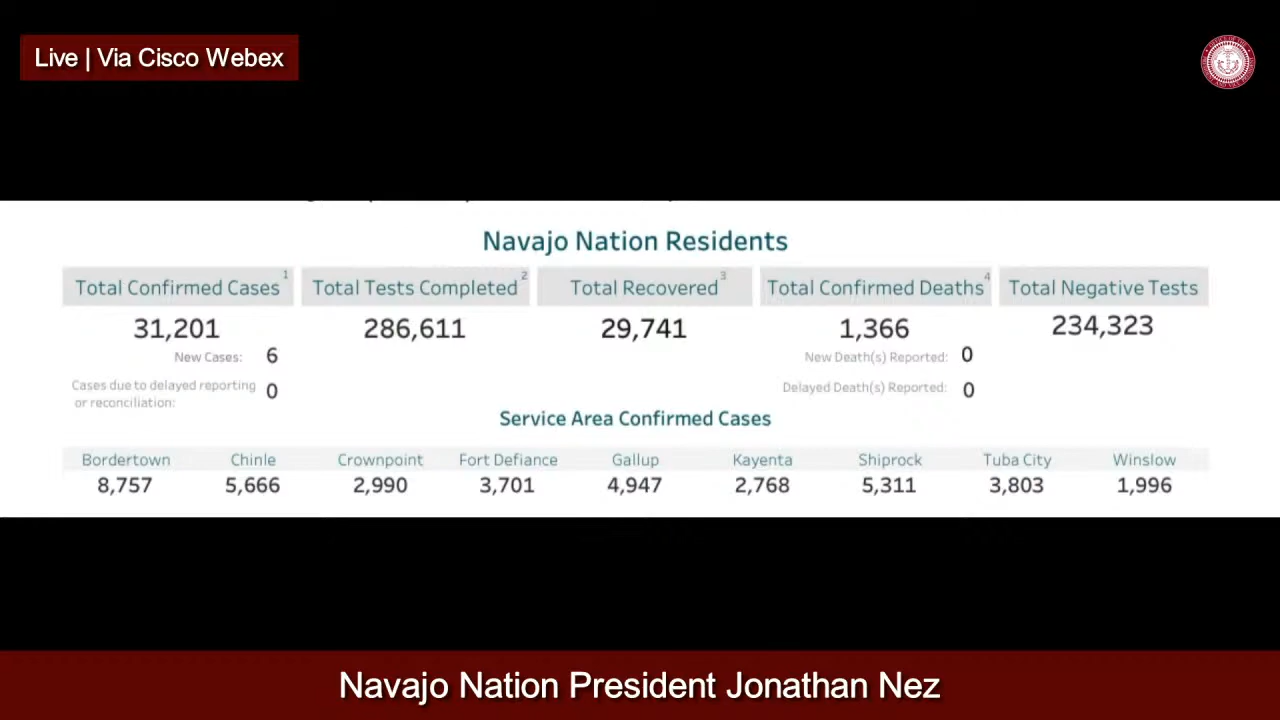 Live | Via Cisco Webex
Navajo Nation Residents
Total Confirmed Cases 1 Total Tests Completed 2 Total Recovered 3 Total Confirmed Deaths 4 Total Negative Tests
31,201 286,611 29,741 1,366 234,323
New Cases: 6 New Death(s) Reported: 0
Cases due to delayed reporting
or reconciliation: 0 Delayed Death(s) Reported: 0
Service Area Confirmed Cases
Bordertown Chinle Crownpoint Fort Defiance Gallup Kayenta Shiprock Tuba City Winslow
8,757 5,666 2,990 3,701 4,947 2,768 5,311 3,803 1,996
Navajo Nation President Jonathan Nez